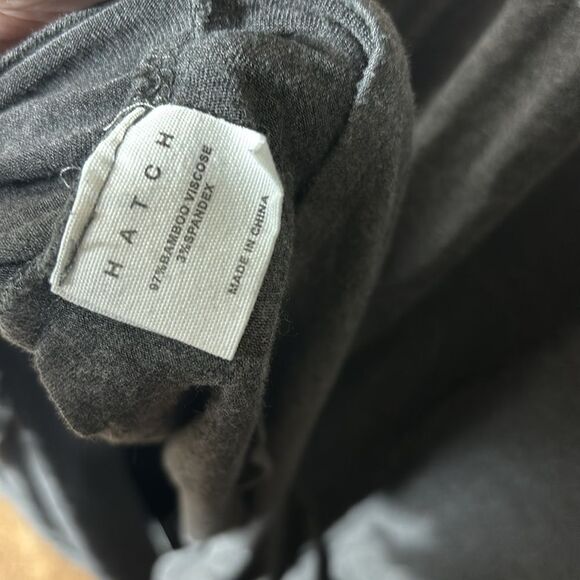 HATCH
97%BAMBOO VISCOSE
3%SPANDEX
MADE IN CHINA